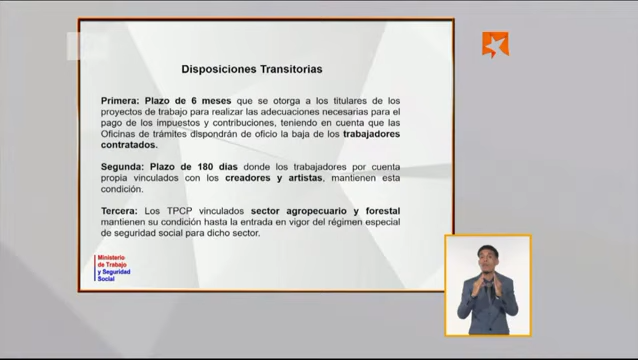 Disposiciones Transitorias
Primera: Plazo de 6 meses que se otorga a los titulares de los
proyectos de trabajo para realizar las adecuaciones necesarias para el
pago de los impuestos y contribuciones, teniendo en cuenta que las
Oficinas de trámites dispondrán de oficio la baja de los trabajadores
contratados.
Segunda: Plazo de 180 días donde los trabajadores por cuenta
propia vinculados con los creadores y artistas, mantienen esta
condición.
Tercera: Los TPCP vinculados sector agropecuario y forestal
mantienen su condición hasta la entrada en vigor del régimen especial
de seguridad social para dicho sector.
Ministerio
de Trabajo
y Seguridad
Social